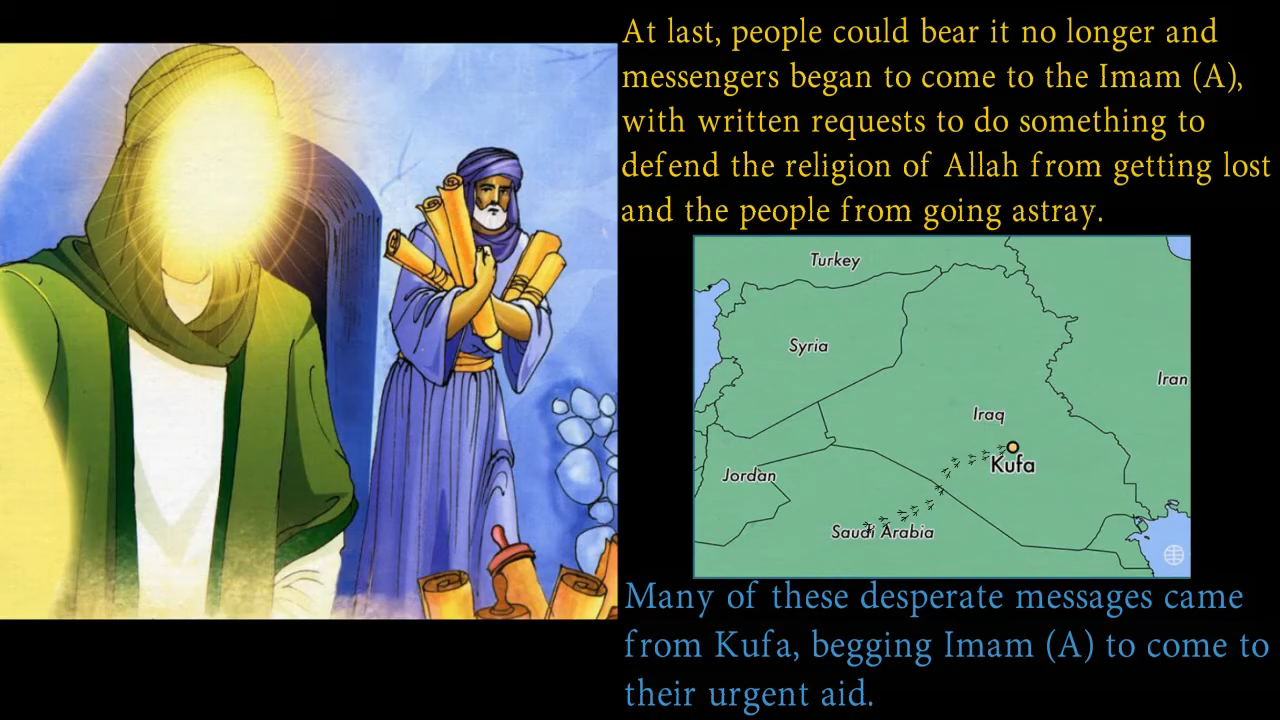 At last, people could bear it no longer and
messengers began to come to the Imam (A),
with written requests to do something to
defend the religion of Allah from getting lost
and the people from going astray.
Turkey
Syria
Iran
Iraq
Kufa
Jordan
Saudi Arabia
Many of these desperate messages came
from Kufa, begging Imam (A) to come to
their urgent aid.